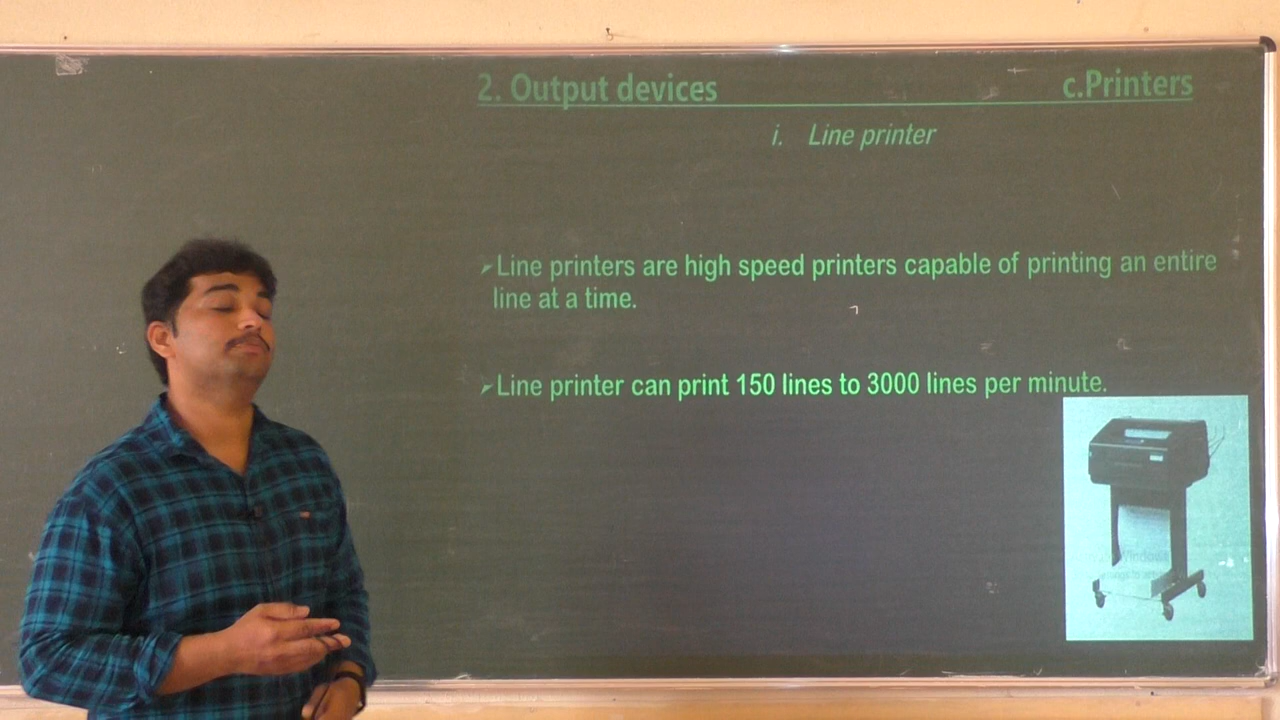 2. Output devices c.Printers
i. Line printer
➢Line printers are high speed printers capable of printing an entire
line at a time.
➢Line printer can print 150 lines to 3000 lines per minute.